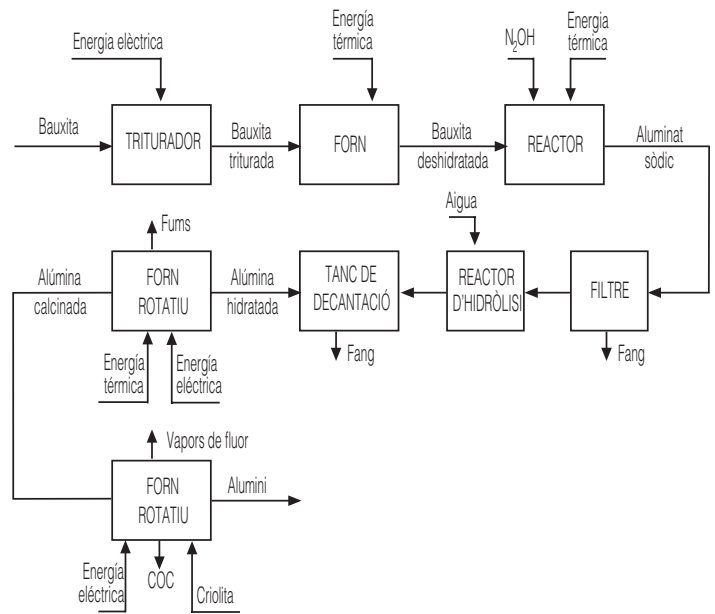 Energia elèctrica
Energía
térmica
N₂OH
Energia
térmica
Bauxita
TRITURADOR
Bauxita
triturada
FORN
Bauxita
deshidratada
REACTOR
Aluminat
sòdic
Fums
Aigua
Alúmina
calcinada
FORN
ROTATIU
Alúmina
hidratada
TANC DE
DECANTACIÓ
REACTOR
D'HIDRÒLISI
FILTRE
Energía
térmica
Energía
eléctrica
Fang
Fang
Vapors de fluor
FORN
ROTATIU
Alumini
Energía
eléctrica
COC
Criolita